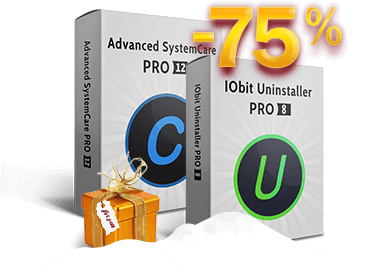 -75%
Advanced SystemCare
PRO 12
Advanced SystemCare PRO 12
C
IObit Uninstaller
PRO 8
IObit Uninstaller PRO 8
U